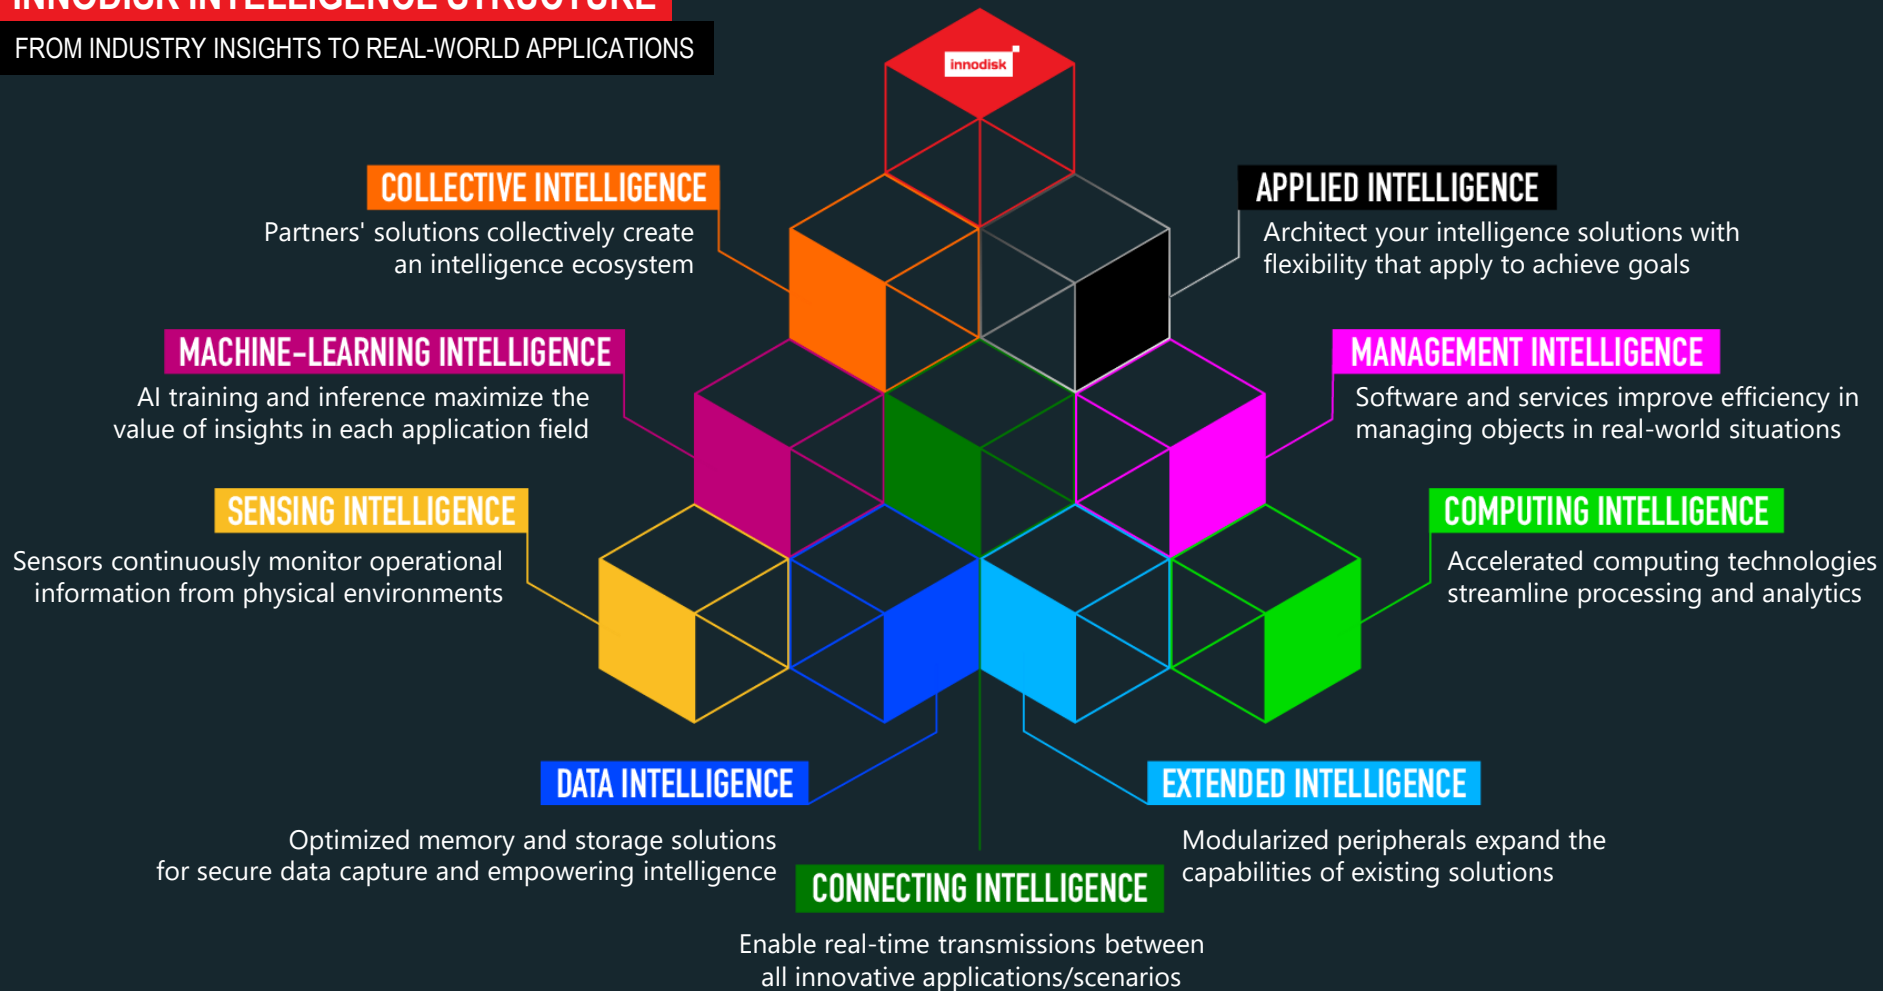 INNODISK INTELLIGENCE STRUCTURE
FROM INDUSTRY INSIGHTS TO REAL-WORLD APPLICATIONS
innodisk
COLLECTIVE INTELLIGENCE
Partners' solutions collectively create
an intelligence ecosystem
APPLIED INTELLIGENCE
Architect your intelligence solutions with
flexibility that apply to achieve goals
MACHINE-LEARNING INTELLIGENCE
AI training and inference maximize the
value of insights in each application field
MANAGEMENT INTELLIGENCE
Software and services improve efficiency in
managing objects in real-world situations
SENSING INTELLIGENCE
Sensors continuously monitor operational
information from physical environments
COMPUTING INTELLIGENCE
Accelerated computing technologies
streamline processing and analytics
DATA INTELLIGENCE
Optimized memory and storage solutions
for secure data capture and empowering intelligence
EXTENDED INTELLIGENCE
Modularized peripherals expand the
capabilities of existing solutions
CONNECTING INTELLIGENCE
Enable real-time transmissions between
all innovative applications/scenarios